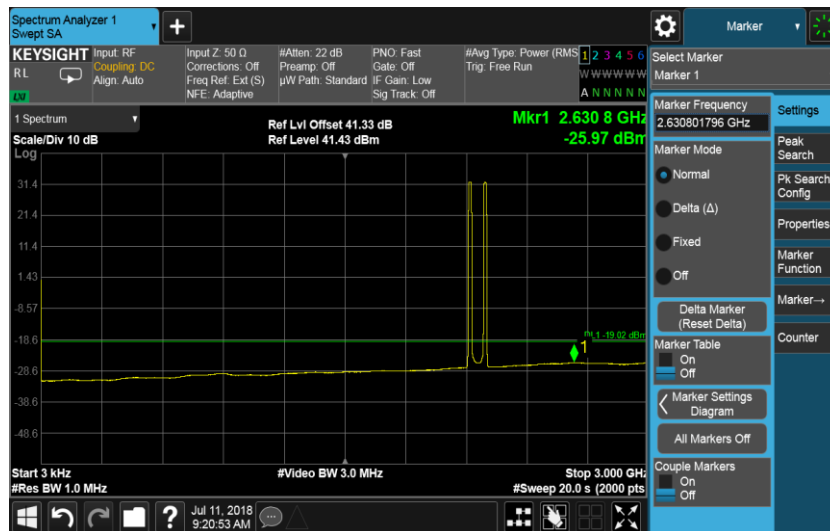 Spectrum Analyzer 1
Swept SA
+
Marker
KEYSIGHT
RL
LXI
Input: RF
Coupling: DC
Align: Auto
Input Z: 50 Ω
Corrections: Off
Freq Ref: Ext (S)
NFE: Adaptive
#Atten: 22 dB
Preamp: Off
µW Path: Standard
PNO: Fast
Gate: Off
IF Gain: Low
Sig Track: Off
#Avg Type: Power (RMS
Trig: Free Run
1 2 3 4 5 6
W W W W W W
A N N N N N
1 Spectrum
Scale/Div 10 dB
Log
Ref Lvl Offset 41.33 dB
Ref Level 41.43 dBm
Mkr1 2.630 8 GHz
-25.97 dBm
31.4
21.4
11.4
1.43
-8.57
-18.6
-28.6
-38.6
-48.6
DL1 -19.02 dBm
1
Start 3 kHz
#Res BW 1.0 MHz
#Video BW 3.0 MHz
Stop 3.000 GHz
#Sweep 20.0 s (2000 pts
?
Jul 11, 2018
9:20:53 AM
Select Marker
Marker 1
Marker Frequency
2.630801796 GHz
Marker Mode
Normal
Delta (Δ)
Fixed
Off
Delta Marker
(Reset Delta)
Marker Table
On
Off
Marker Settings
Diagram
All Markers Off
Couple Markers
On
Off
Settings
Peak
Search
Pk Search
Config
Properties
Marker
Function
Marker→
Counter